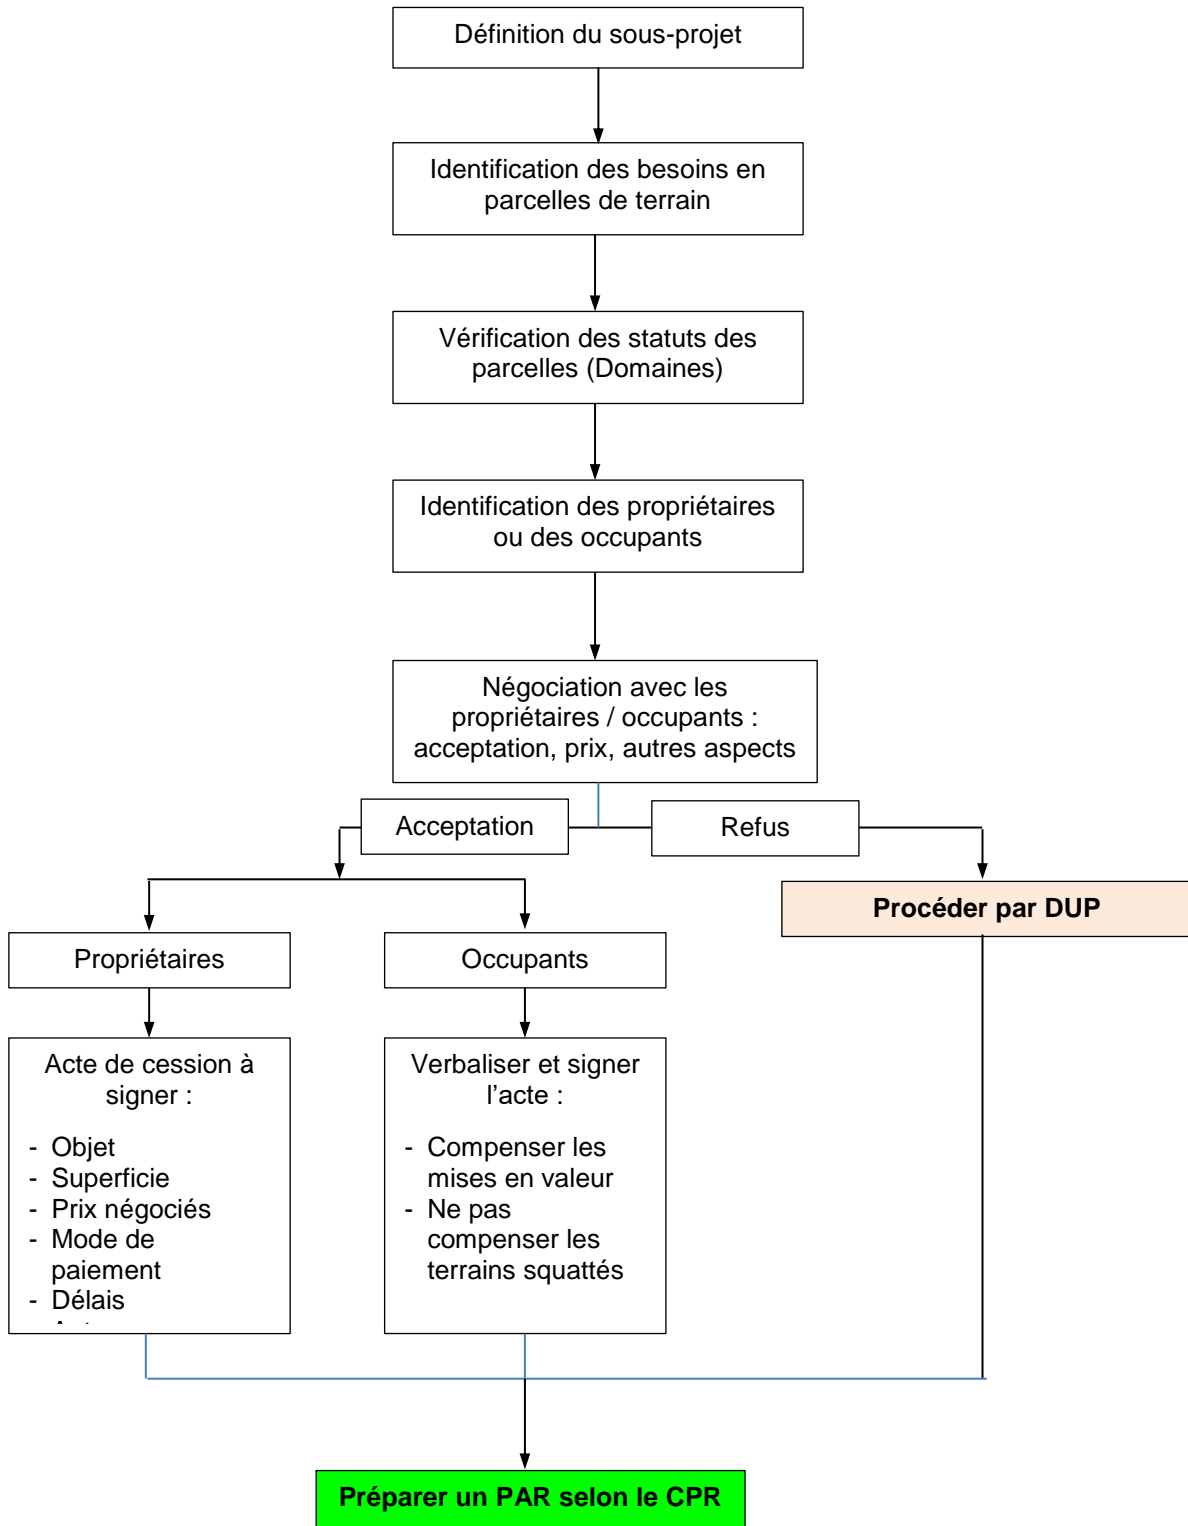 Définition du sous-projet
Identification des besoins en
parcelles de terrain
Vérification des statuts des
parcelles (Domaines)
Identification des propriétaires
ou des occupants
Négociation avec les
propriétaires / occupants :
acceptation, prix, autres aspects
Acceptation
Refus
Procéder par DUP
Propriétaires
Occupants
Acte de cession à
signer :
- Objet
- Superficie
- Prix négociés
- Mode de
paiement
- Délais
Verbaliser et signer
l’acte :
- Compenser les
mises en valeur
- Ne pas
compenser les
terrains squattés
Préparer un PAR selon le CPR